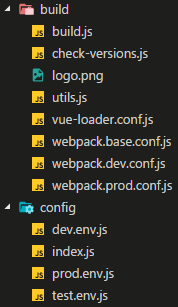 build
build.js
check-versions.js
logo.png
utils.js
vue-loader.conf.js
webpack.base.conf.js
webpack.dev.conf.js
webpack.prod.conf.js
config
dev.env.js
index.js
prod.env.js
test.env.js